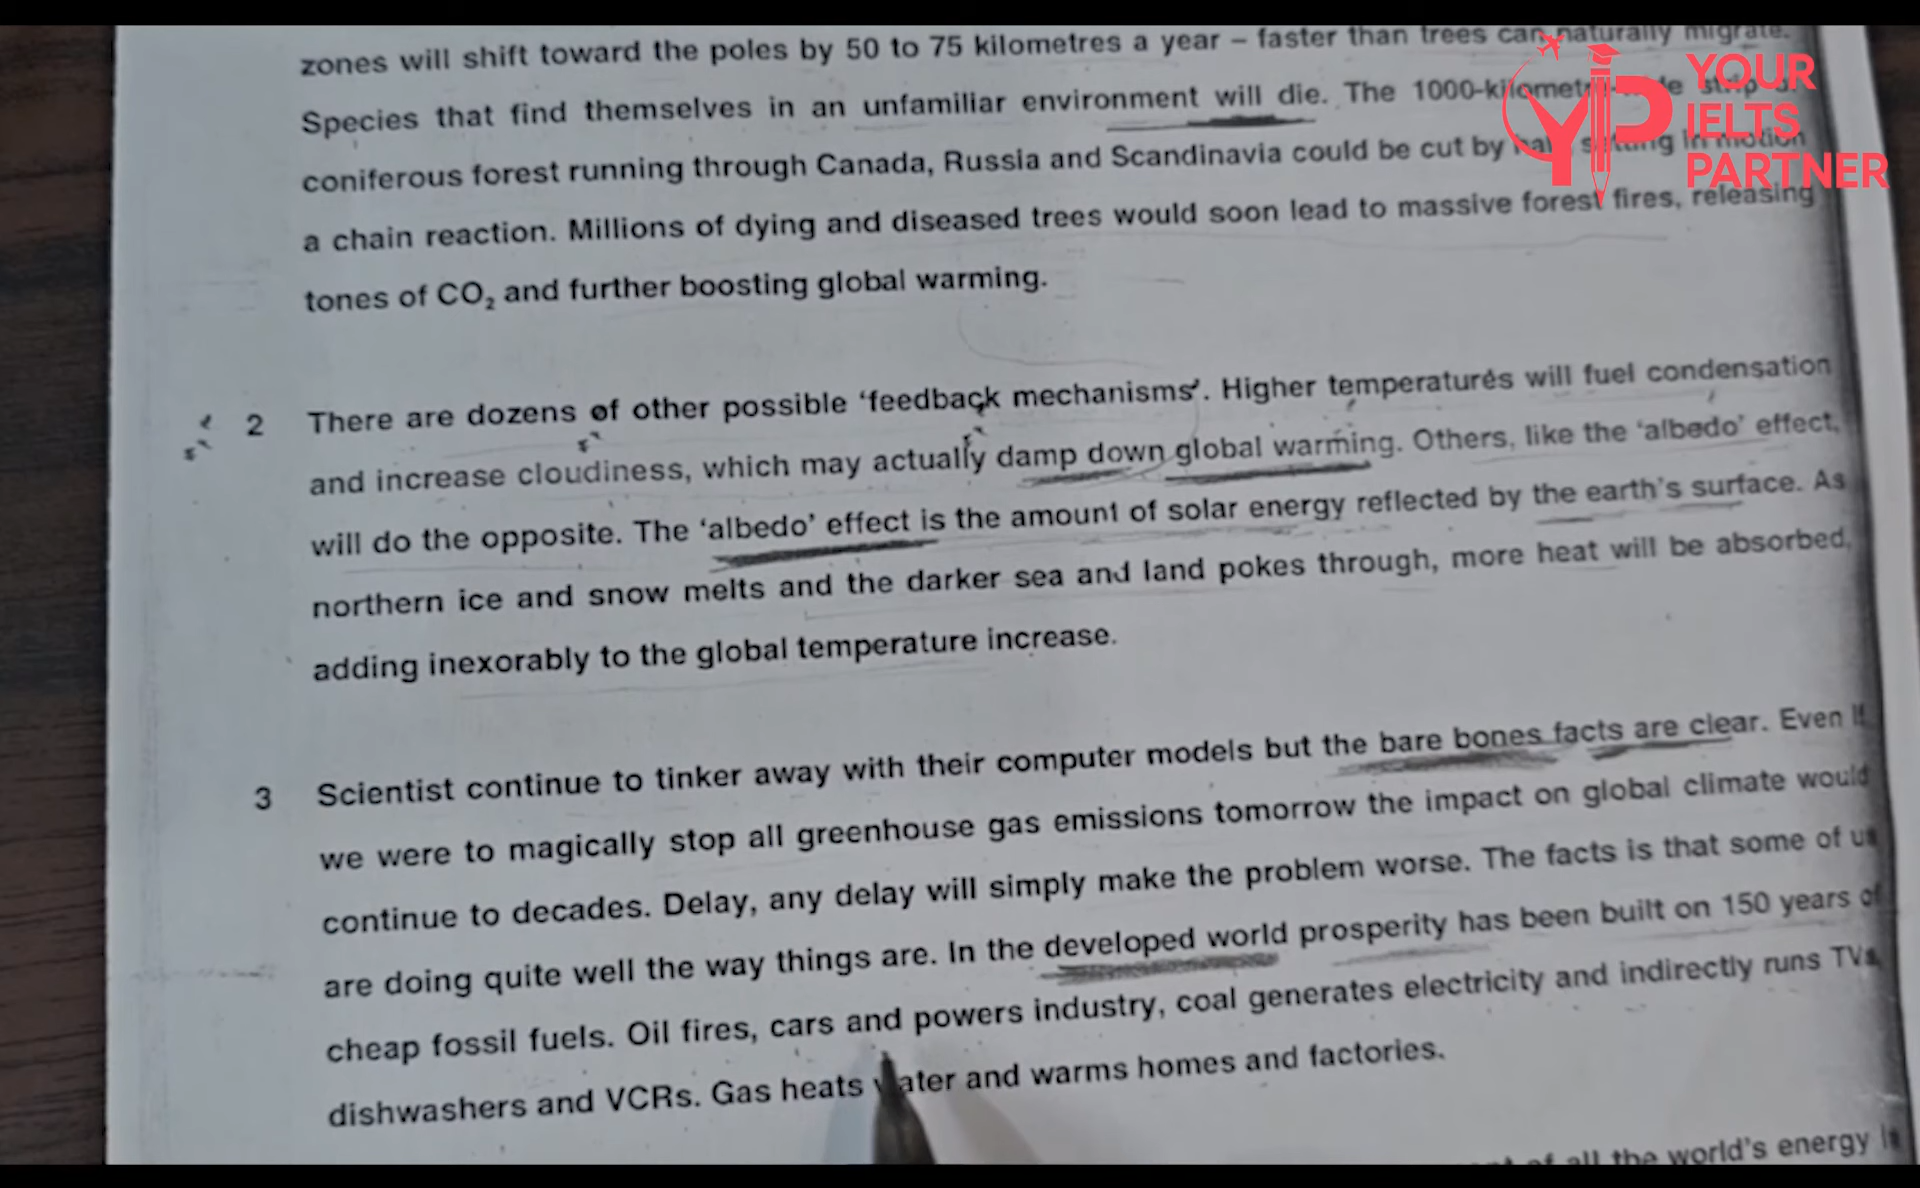 zones will shift toward the poles by 50 to 75 kilometres a year – faster than trees can naturally migrate.
Species that find themselves in an unfamiliar environment will die. The 1000-kilometre
coniferous forest running through Canada, Russia and Scandinavia could be cut by half setting in motion
a chain reaction. Millions of dying and diseased trees would soon lead to massive forest fires, releasing
tones of CO₂ and further boosting global warming.
2 There are dozens of other possible ‘feedback mechanisms’. Higher temperatures will fuel condensation
and increase cloudiness, which may actually damp down global warming. Others, like the ‘albedo’ effect,
will do the opposite. The ‘albedo’ effect is the amount of solar energy reflected by the earth’s surface. As
northern ice and snow melts and the darker sea and land pokes through, more heat will be absorbed,
adding inexorably to the global temperature increase.
3 Scientist continue to tinker away with their computer models but the bare bones facts are clear. Even if
we were to magically stop all greenhouse gas emissions tomorrow the impact on global climate would
continue to decades. Delay, any delay will simply make the problem worse. The facts is that some of us
are doing quite well the way things are. In the developed world prosperity has been built on 150 years of
cheap fossil fuels. Oil fires, cars and powers industry, coal generates electricity and indirectly runs TVs,
dishwashers and VCRs. Gas heats water and warms homes and factories.
of all the world’s energy is
YP
YOUR
IELTS
PARTNER